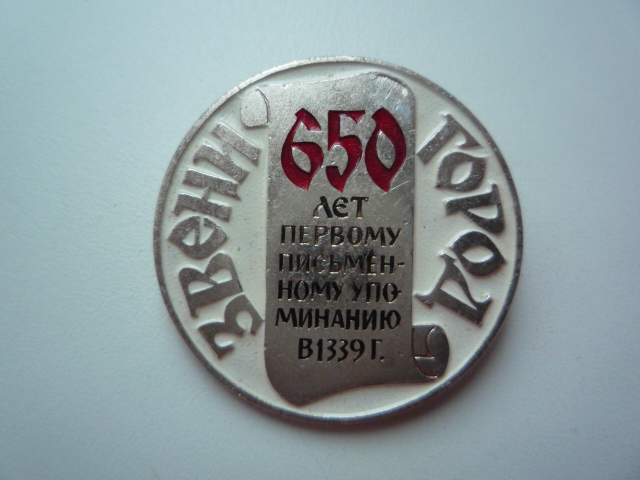 ЗВЕНИ
ГОРОД
650
ЛЕТ
ПЕРВОМУ
ПИСЬМЕН-
НОМУ УПО-
МИНАНИЮ
В 1339 Г.